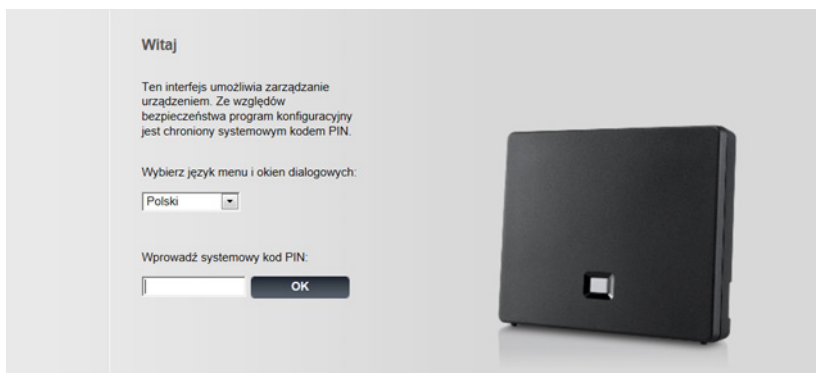 Witaj
Ten interfejs umożliwia zarządzanie
urządzeniem. Ze względów
bezpieczeństwa program konfiguracyjny
jest chroniony systemowym kodem PIN.
Wybierz język menu i okien dialogowych:
Polski
Wprowadź systemowy kod PIN:
OK